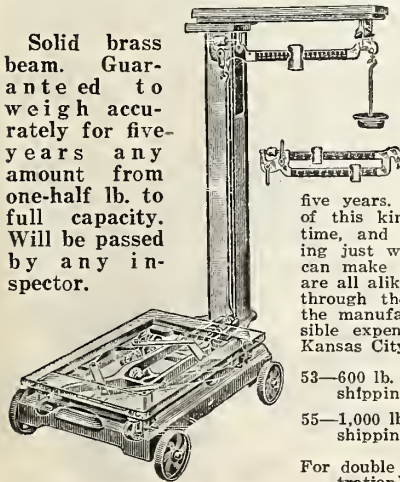 Solid brass
beam. Guar-
anteed to
weigh accu-
rately for five
years any
amount from
one-half lb. to
full capacity.
Will be passed
by any in-
spector.
five years.
of this kin
time, and
ing just w
can make
are all alik
through th
the manufa
sible expen
Kansas City
53—600 lb.
shippin
55—1,000 lb
shippin
For double